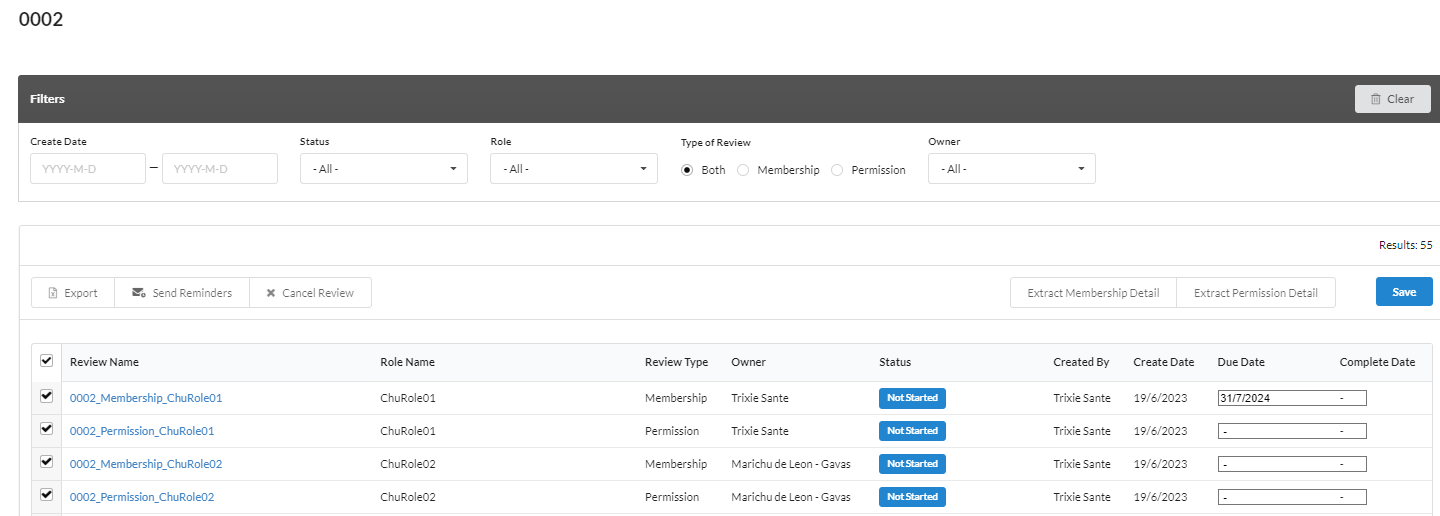 0002
Filters
Clear
Create Date Status Role Type of Review Owner
YYYY-M-D — YYYY-M-D - All - - All - Both Membership Permission - All -
Results: 55
Export Send Reminders Cancel Review Extract Membership Detail Extract Permission Detail Save
Review Name Role Name Review Type Owner Status Created By Create Date Due Date Complete Date
0002_Membership_ChuRole01 ChuRole01 Membership Trixie Sante Not Started Trixie Sante 19/6/2023 31/7/2024 -
0002_Permission_ChuRole01 ChuRole01 Permission Trixie Sante Not Started Trixie Sante 19/6/2023 - -
0002_Membership_ChuRole02 ChuRole02 Membership Marichu de Leon - Gavas Not Started Trixie Sante 19/6/2023 - -
0002_Permission_ChuRole02 ChuRole02 Permission Marichu de Leon - Gavas Not Started Trixie Sante 19/6/2023 - -